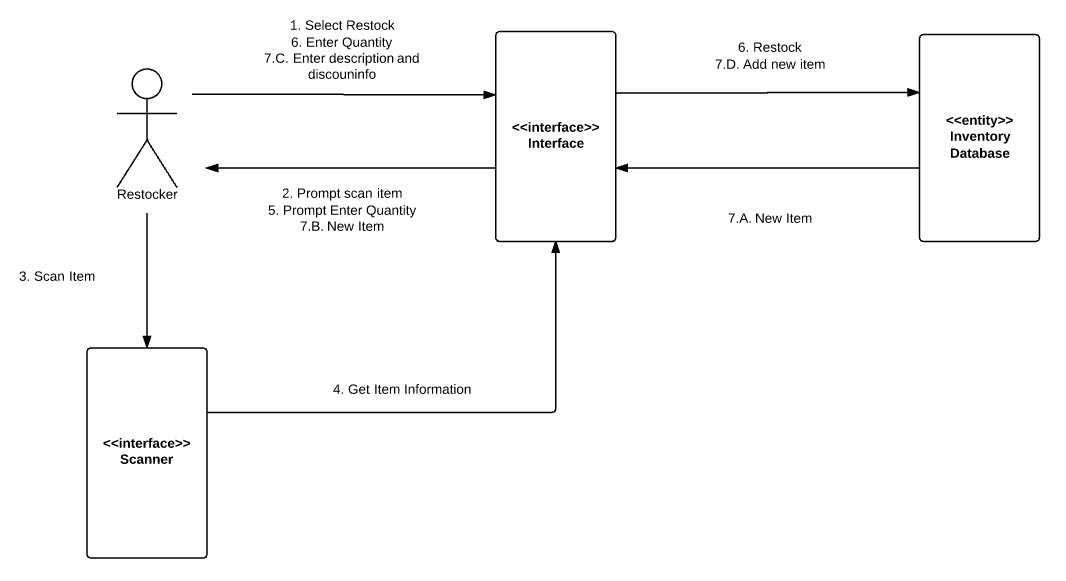 1. Select Restock
6. Enter Quantity
7.C. Enter description and
discouninfo
6. Restock
7.D. Add new item
<<interface>>
Interface
<<entity>>
Inventory
Database
Restocker
2. Prompt scan item
5. Prompt Enter Quantity
7.B. New Item
7.A. New Item
3. Scan Item
4. Get Item Information
<<interface>>
Scanner